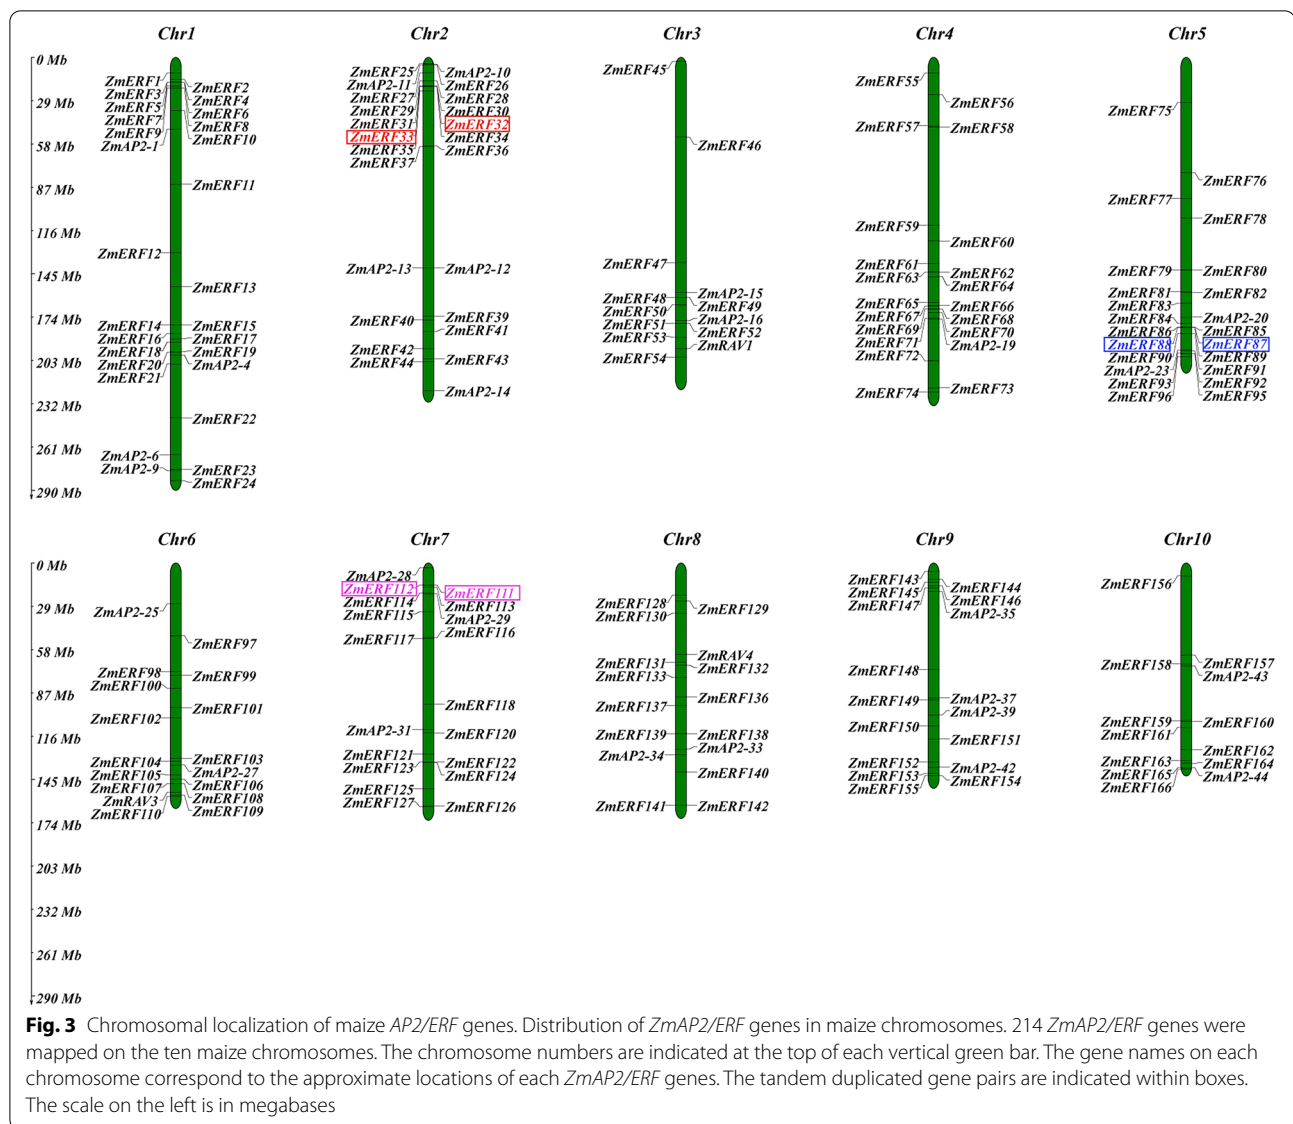 Chr1 Chr2 Chr3 Chr4 Chr5
0 Mb
29 Mb
58 Mb
87 Mb
116 Mb
145 Mb
174 Mb
203 Mb
232 Mb
261 Mb
290 Mb
ZmERF1
ZmERF3
ZmERF5
ZmERF7
ZmERF9
ZmAP2-1
ZmERF12
ZmERF14
ZmERF16
ZmERF18
ZmERF20
ZmERF21
ZmAP2-6
ZmAP2-9
ZmERF2
ZmERF4
ZmERF6
ZmERF8
ZmERF10
ZmERF11
ZmERF13
ZmERF15
ZmERF17
ZmERF19
ZmAP2-4
ZmERF22
ZmERF23
ZmERF24
ZmERF25
ZmAP2-11
ZmERF27
ZmERF29
ZmERF31
ZmERF33
ZmERF35
ZmERF37
ZmAP2-13
ZmERF40
ZmERF42
ZmERF44
ZmAP2-10
ZmERF26
ZmERF28
ZmERF30
ZmERF32
ZmERF34
ZmERF36
ZmAP2-12
ZmERF39
ZmERF41
ZmERF43
ZmAP2-14
ZmERF45
ZmERF47
ZmERF48
ZmERF50
ZmERF51
ZmERF53
ZmERF54
ZmERF46
ZmAP2-15
ZmERF49
ZmAP2-16
ZmERF52
ZmRAV1
ZmERF55
ZmERF57
ZmERF59
ZmERF61
ZmERF63
ZmERF65
ZmERF67
ZmERF69
ZmERF71
ZmERF72
ZmERF74
ZmERF56
ZmERF58
ZmERF60
ZmERF62
ZmERF64
ZmERF66
ZmERF68
ZmERF70
ZmAP2-19
ZmERF73
ZmERF75
ZmERF77
ZmERF79
ZmERF81
ZmERF83
ZmERF84
ZmERF86
ZmERF88
ZmERF90
ZmAP2-23
ZmERF93
ZmERF96
ZmERF76
ZmERF78
ZmERF80
ZmERF82
ZmAP2-20
ZmERF85
ZmERF87
ZmERF89
ZmERF91
ZmERF92
ZmERF95
Chr6 Chr7 Chr8 Chr9 Chr10
0 Mb
29 Mb
58 Mb
87 Mb
116 Mb
145 Mb
174 Mb
203 Mb
232 Mb
261 Mb
290 Mb
ZmAP2-25
ZmERF98
ZmERF100
ZmERF102
ZmERF104
ZmERF105
ZmERF107
ZmRAV3
ZmERF110
ZmERF97
ZmERF99
ZmERF101
ZmERF103
ZmAP2-27
ZmERF106
ZmERF108
ZmERF109
ZmAP2-28
ZmERF112
ZmERF114
ZmERF115
ZmERF117
ZmAP2-31
ZmERF121
ZmERF123
ZmERF125
ZmERF127
ZmERF111
ZmERF113
ZmAP2-29
ZmERF116
ZmERF118
ZmERF120
ZmERF122
ZmERF124
ZmERF126
ZmERF128
ZmERF130
ZmERF131
ZmERF133
ZmERF137
ZmERF139
ZmAP2-34
ZmERF141
ZmERF129
ZmRAV4
ZmERF132
ZmERF136
ZmERF138
ZmAP2-33
ZmERF140
ZmERF142
ZmERF143
ZmERF145
ZmERF147
ZmERF148
ZmERF149
ZmERF150
ZmERF152
ZmERF153
ZmERF155
ZmERF144
ZmERF146
ZmAP2-35
ZmAP2-37
ZmAP2-39
ZmERF151
ZmAP2-42
ZmERF154
ZmERF156
ZmERF158
ZmERF159
ZmERF161
ZmERF163
ZmERF165
ZmERF166
ZmERF157
ZmAP2-43
ZmERF160
ZmERF162
ZmERF164
ZmAP2-44
Fig. 3 Chromosomal localization of maize AP2/ERF genes. Distribution of ZmAP2/ERF genes in maize chromosomes. 214 ZmAP2/ERF genes were
mapped on the ten maize chromosomes. The chromosome numbers are indicated at the top of each vertical green bar. The gene names on each
chromosome correspond to the approximate locations of each ZmAP2/ERF genes. The tandem duplicated gene pairs are indicated within boxes.
The scale on the left is in megabases